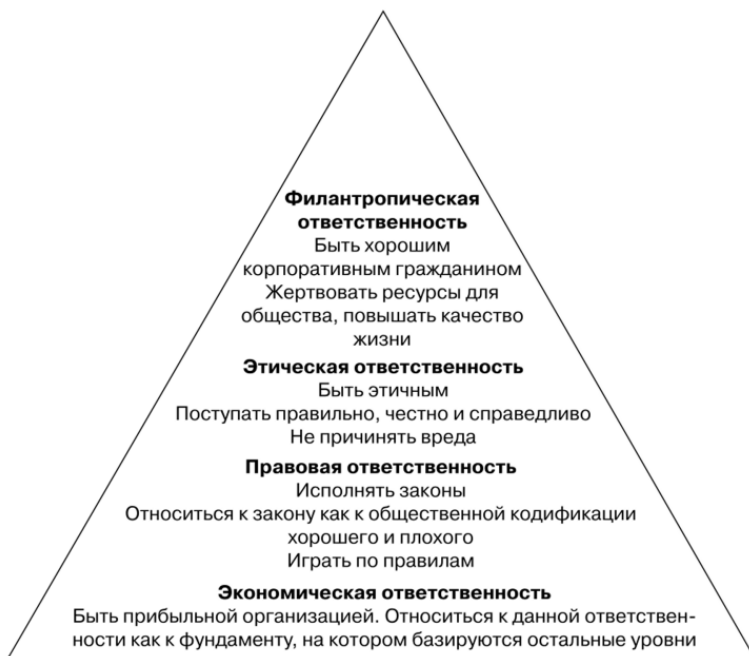 Филантропическая
ответственность
Быть хорошим
корпоративным гражданином
Жертвовать ресурсы для
общества, повышать качество
жизни
Этическая ответственность
Быть этичным
Поступать правильно, честно и справедливо
Не причинять вреда
Правовая ответственность
Исполнять законы
Относиться к закону как к общественной кодификации
хорошего и плохого
Играть по правилам
Экономическая ответственность
Быть прибыльной организацией. Относиться к данной ответствен-
ности как к фундаменту, на котором базируются остальные уровни